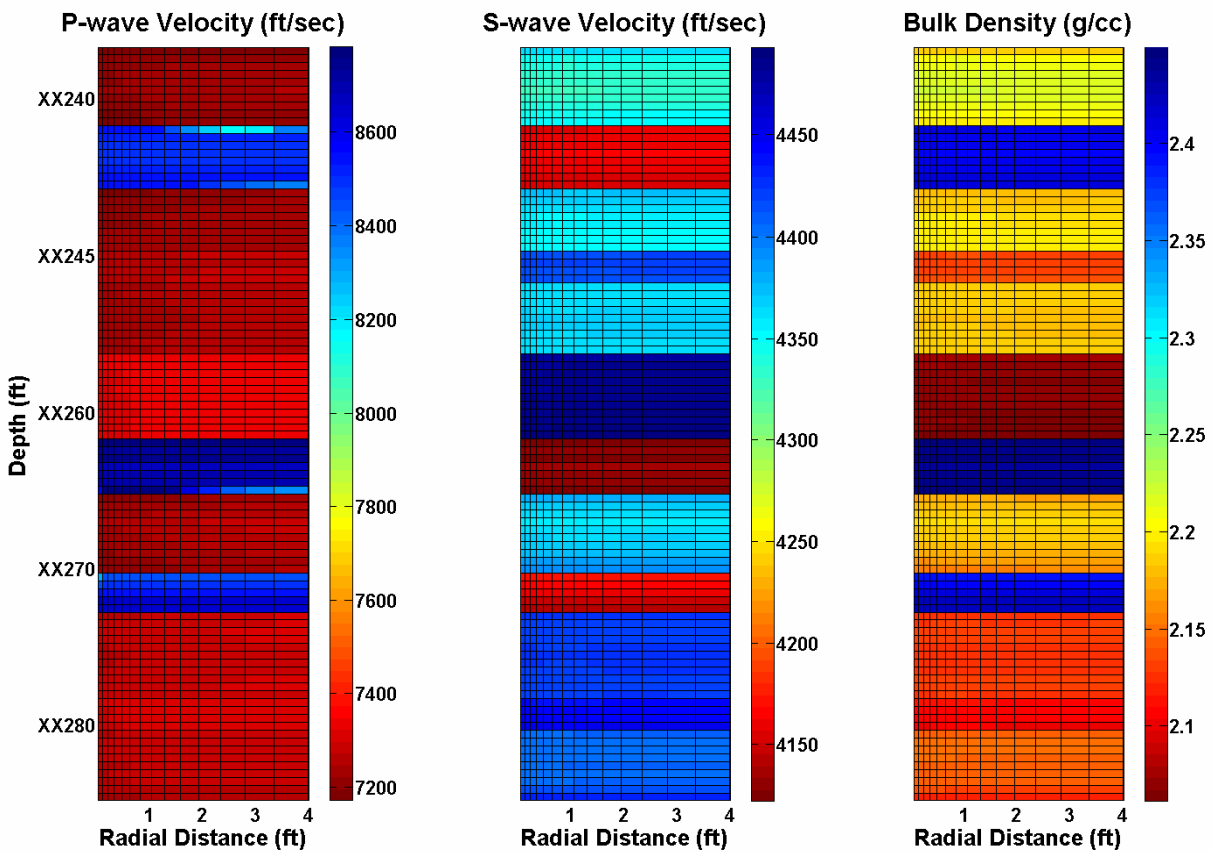 P-wave Velocity (ft/sec)
S-wave Velocity (ft/sec)
Bulk Density (g/cc)
Depth (ft)
XX240
XX245
XX260
XX270
XX280
1 2 3 4
Radial Distance (ft)
8600
8400
8200
8000
7800
7600
7400
7200
1 2 3 4
Radial Distance (ft)
4450
4400
4350
4300
4250
4200
4150
1 2 3 4
Radial Distance (ft)
2.4
2.35
2.3
2.25
2.2
2.15
2.1